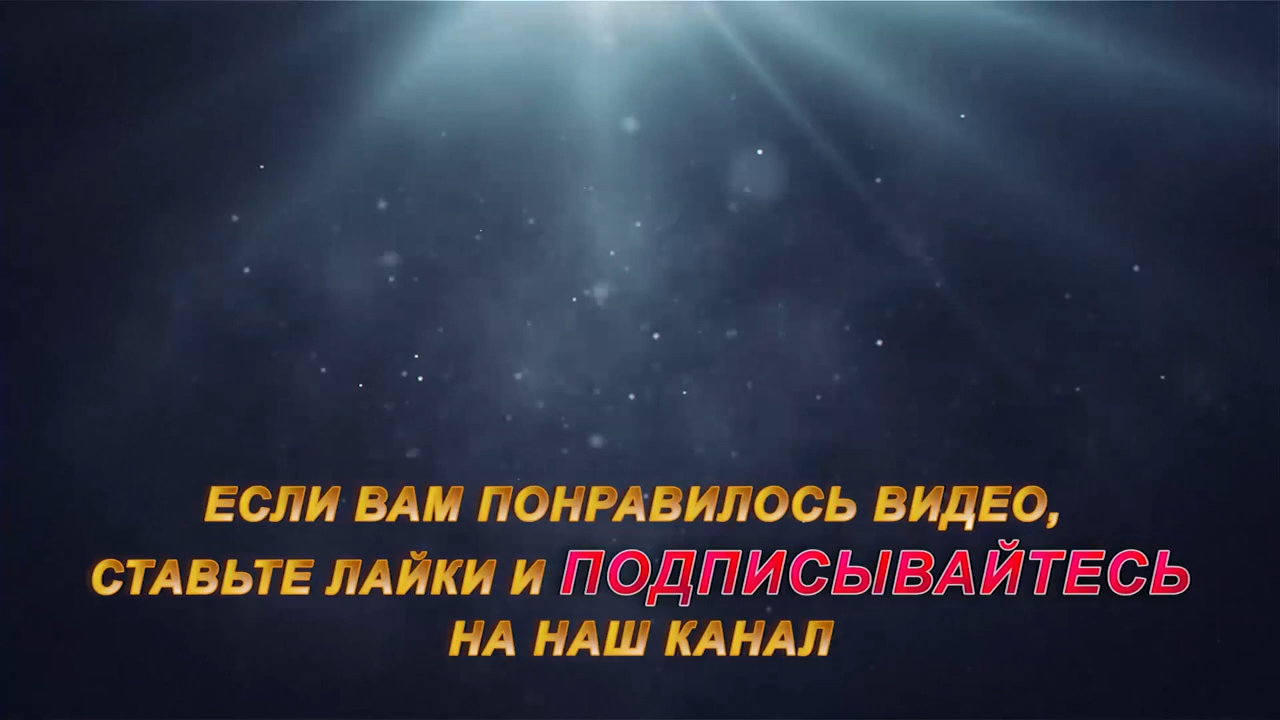 ЕСЛИ ВАМ ПОНРАВИЛОСЬ ВИДЕО,
СТАВЬТЕ ЛАЙКИ И ПОДПИСЫВАЙТЕСЬ
НА НАШ КАНАЛ